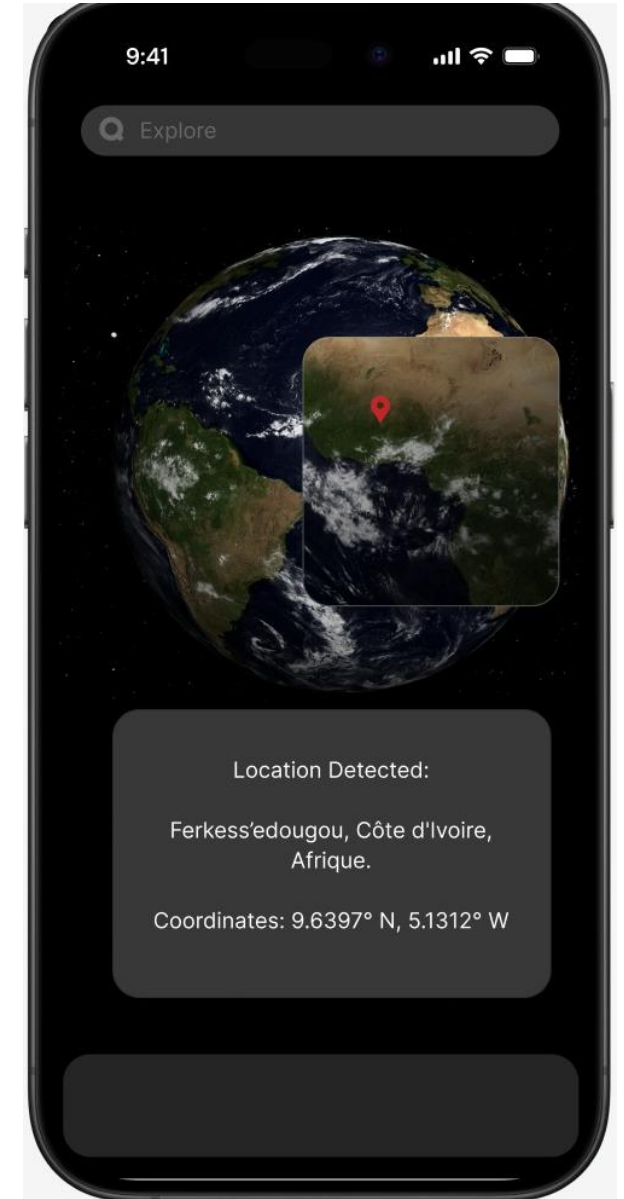 9:41
Explore
Location Detected:
Ferkess’edougou, Côte d'Ivoire,
Afrique.
Coordinates: 9.6397° N, 5.1312° W